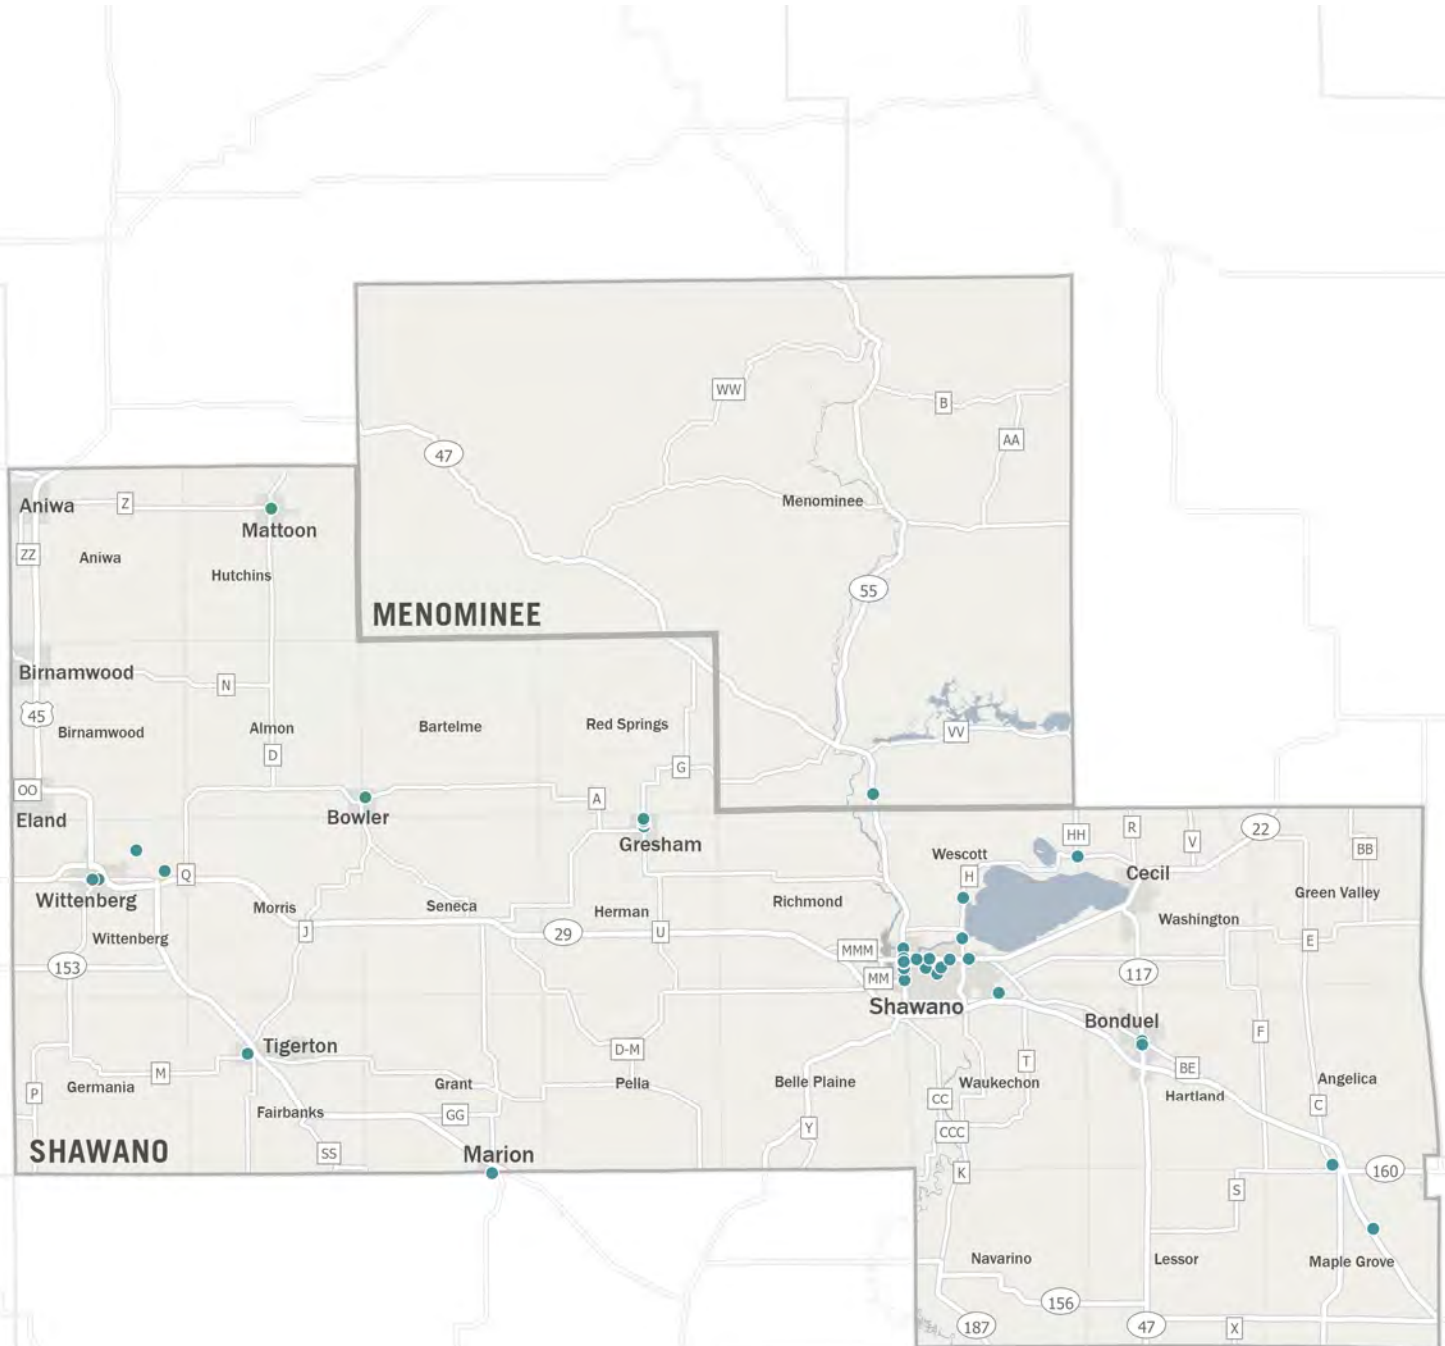 WW
B
AA
47
Menominee
Aniwa
Z
Mattoon
ZZ
Aniwa
Hutchins
55
MENOMINEE
Birnamwood
N
45
Birnamwood
Almon
Bartelme
Red Springs
VV
D
G
OO
A
Eland
Bowler
Gresham
HH
R
V
22
BB
Wescott
H
Cecil
Q
Wittenberg
Green Valley
Morris
Seneca
Herman
Richmond
Washington
Wittenberg
J
29
U
MMM
E
153
MM
117
Shawano
Bonduel
F
Tigerton
D-M
T
M
Germania
P
Grant
Pella
Belle Plaine
Waukechon
BE
Angelica
CC
Hartland
C
Fairbanks
GG
Y
CCC
SHAWANO
SS
Marion
K
160
S
Navarino
Lessor
Maple Grove
156
187
47
X